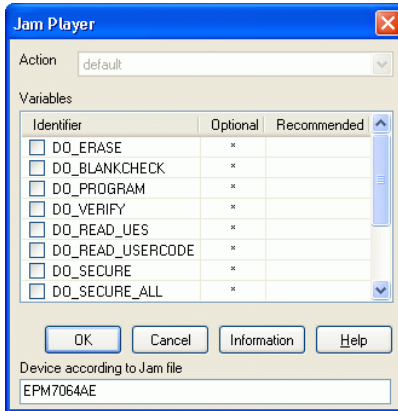 Jam Player
Action default
Variables
Identifier Optional Recommended
DO_ERASE *
DO_BLANKCHECK *
DO_PROGRAM *
DO_VERIFY *
DO_READ_UES *
DO_READ_USERCODE *
DO_SECURE *
DO_SECURE_ALL *
OK Cancel Information Help
Device according to Jam file
EPM7064AE